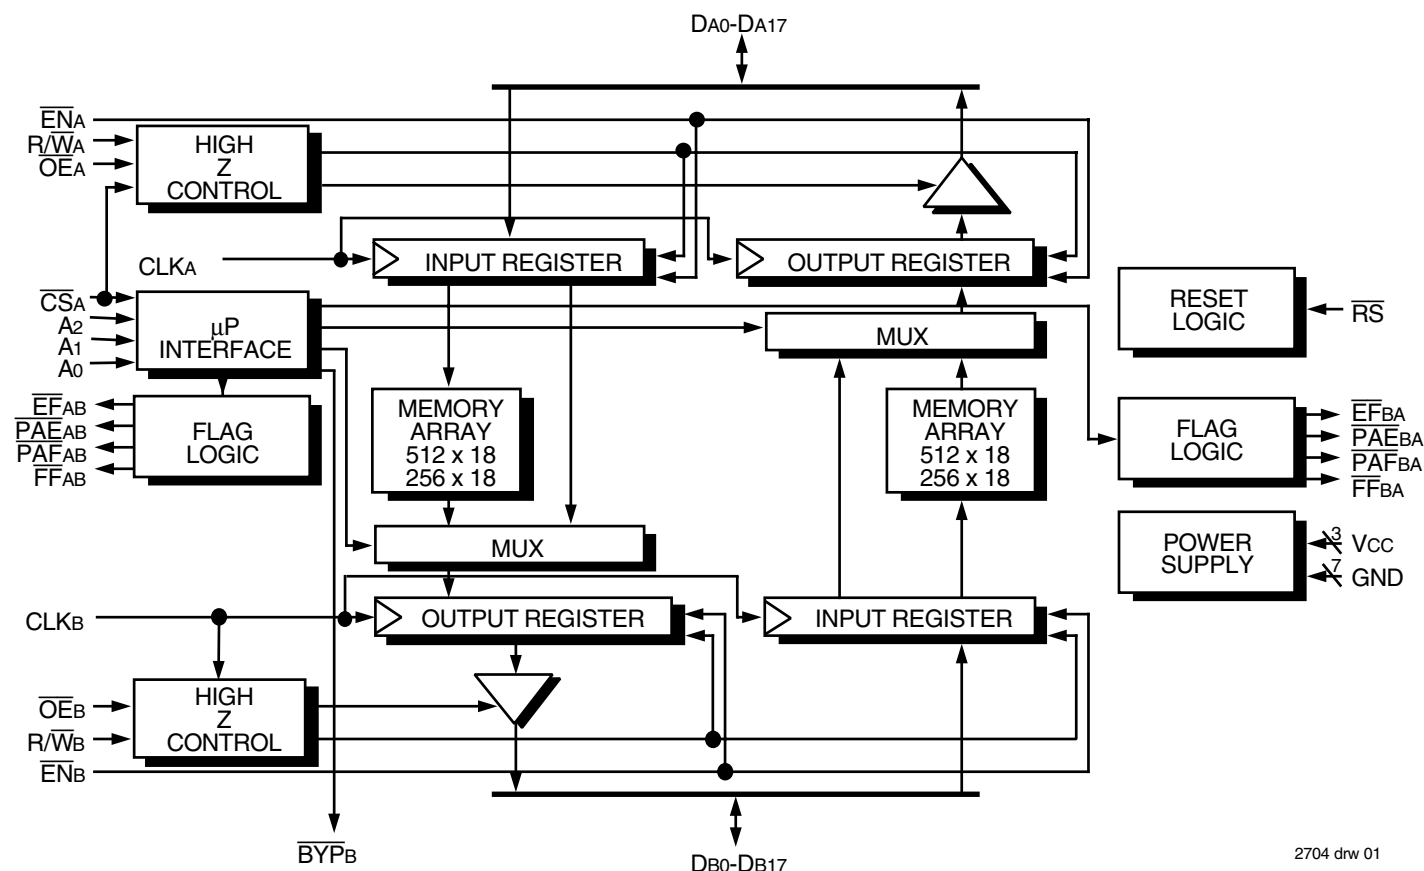 DA0-DA17
ENA
R/WA
OEA
HIGH
Z
CONTROL
CLKA
INPUT REGISTER
OUTPUT REGISTER
CSA
A2
A1
A0
µP
INTERFACE
MUX
RESET
LOGIC
RS
EFAB
PAEAB
PAFAB
FFAB
FLAG
LOGIC
MEMORY
ARRAY
512 x 18
256 x 18
MEMORY
ARRAY
512 x 18
256 x 18
FLAG
LOGIC
EFBA
PAEBA
PAFBA
FFBA
MUX
POWER
SUPPLY
3
VCC
7
GND
CLKB
OUTPUT REGISTER
INPUT REGISTER
OEB
R/WB
ENB
HIGH
Z
CONTROL
BYPB
DB0-DB17
2704 drw 01